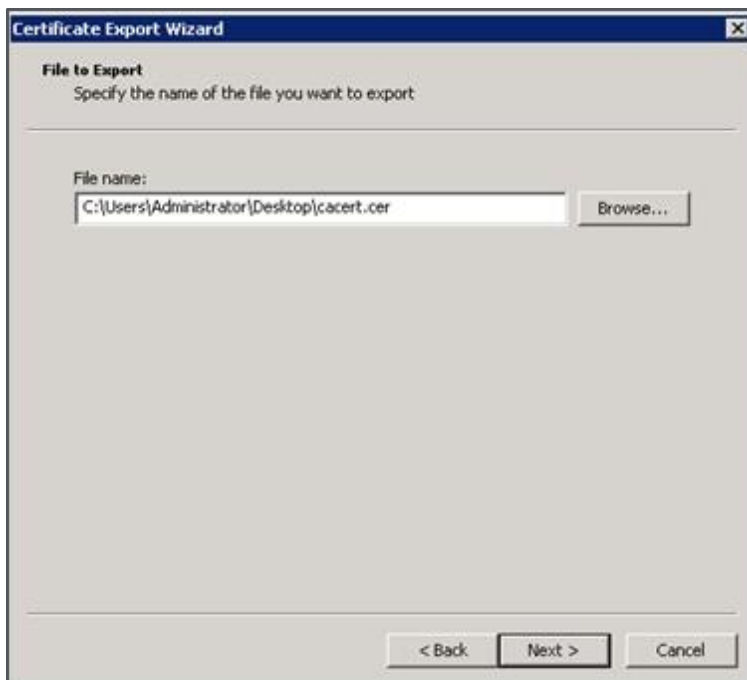 Certificate Export Wizard
File to Export
Specify the name of the file you want to export
File name:
C:\Users\Administrator\Desktop\cacert.cer
Browse...
< Back
Next >
Cancel